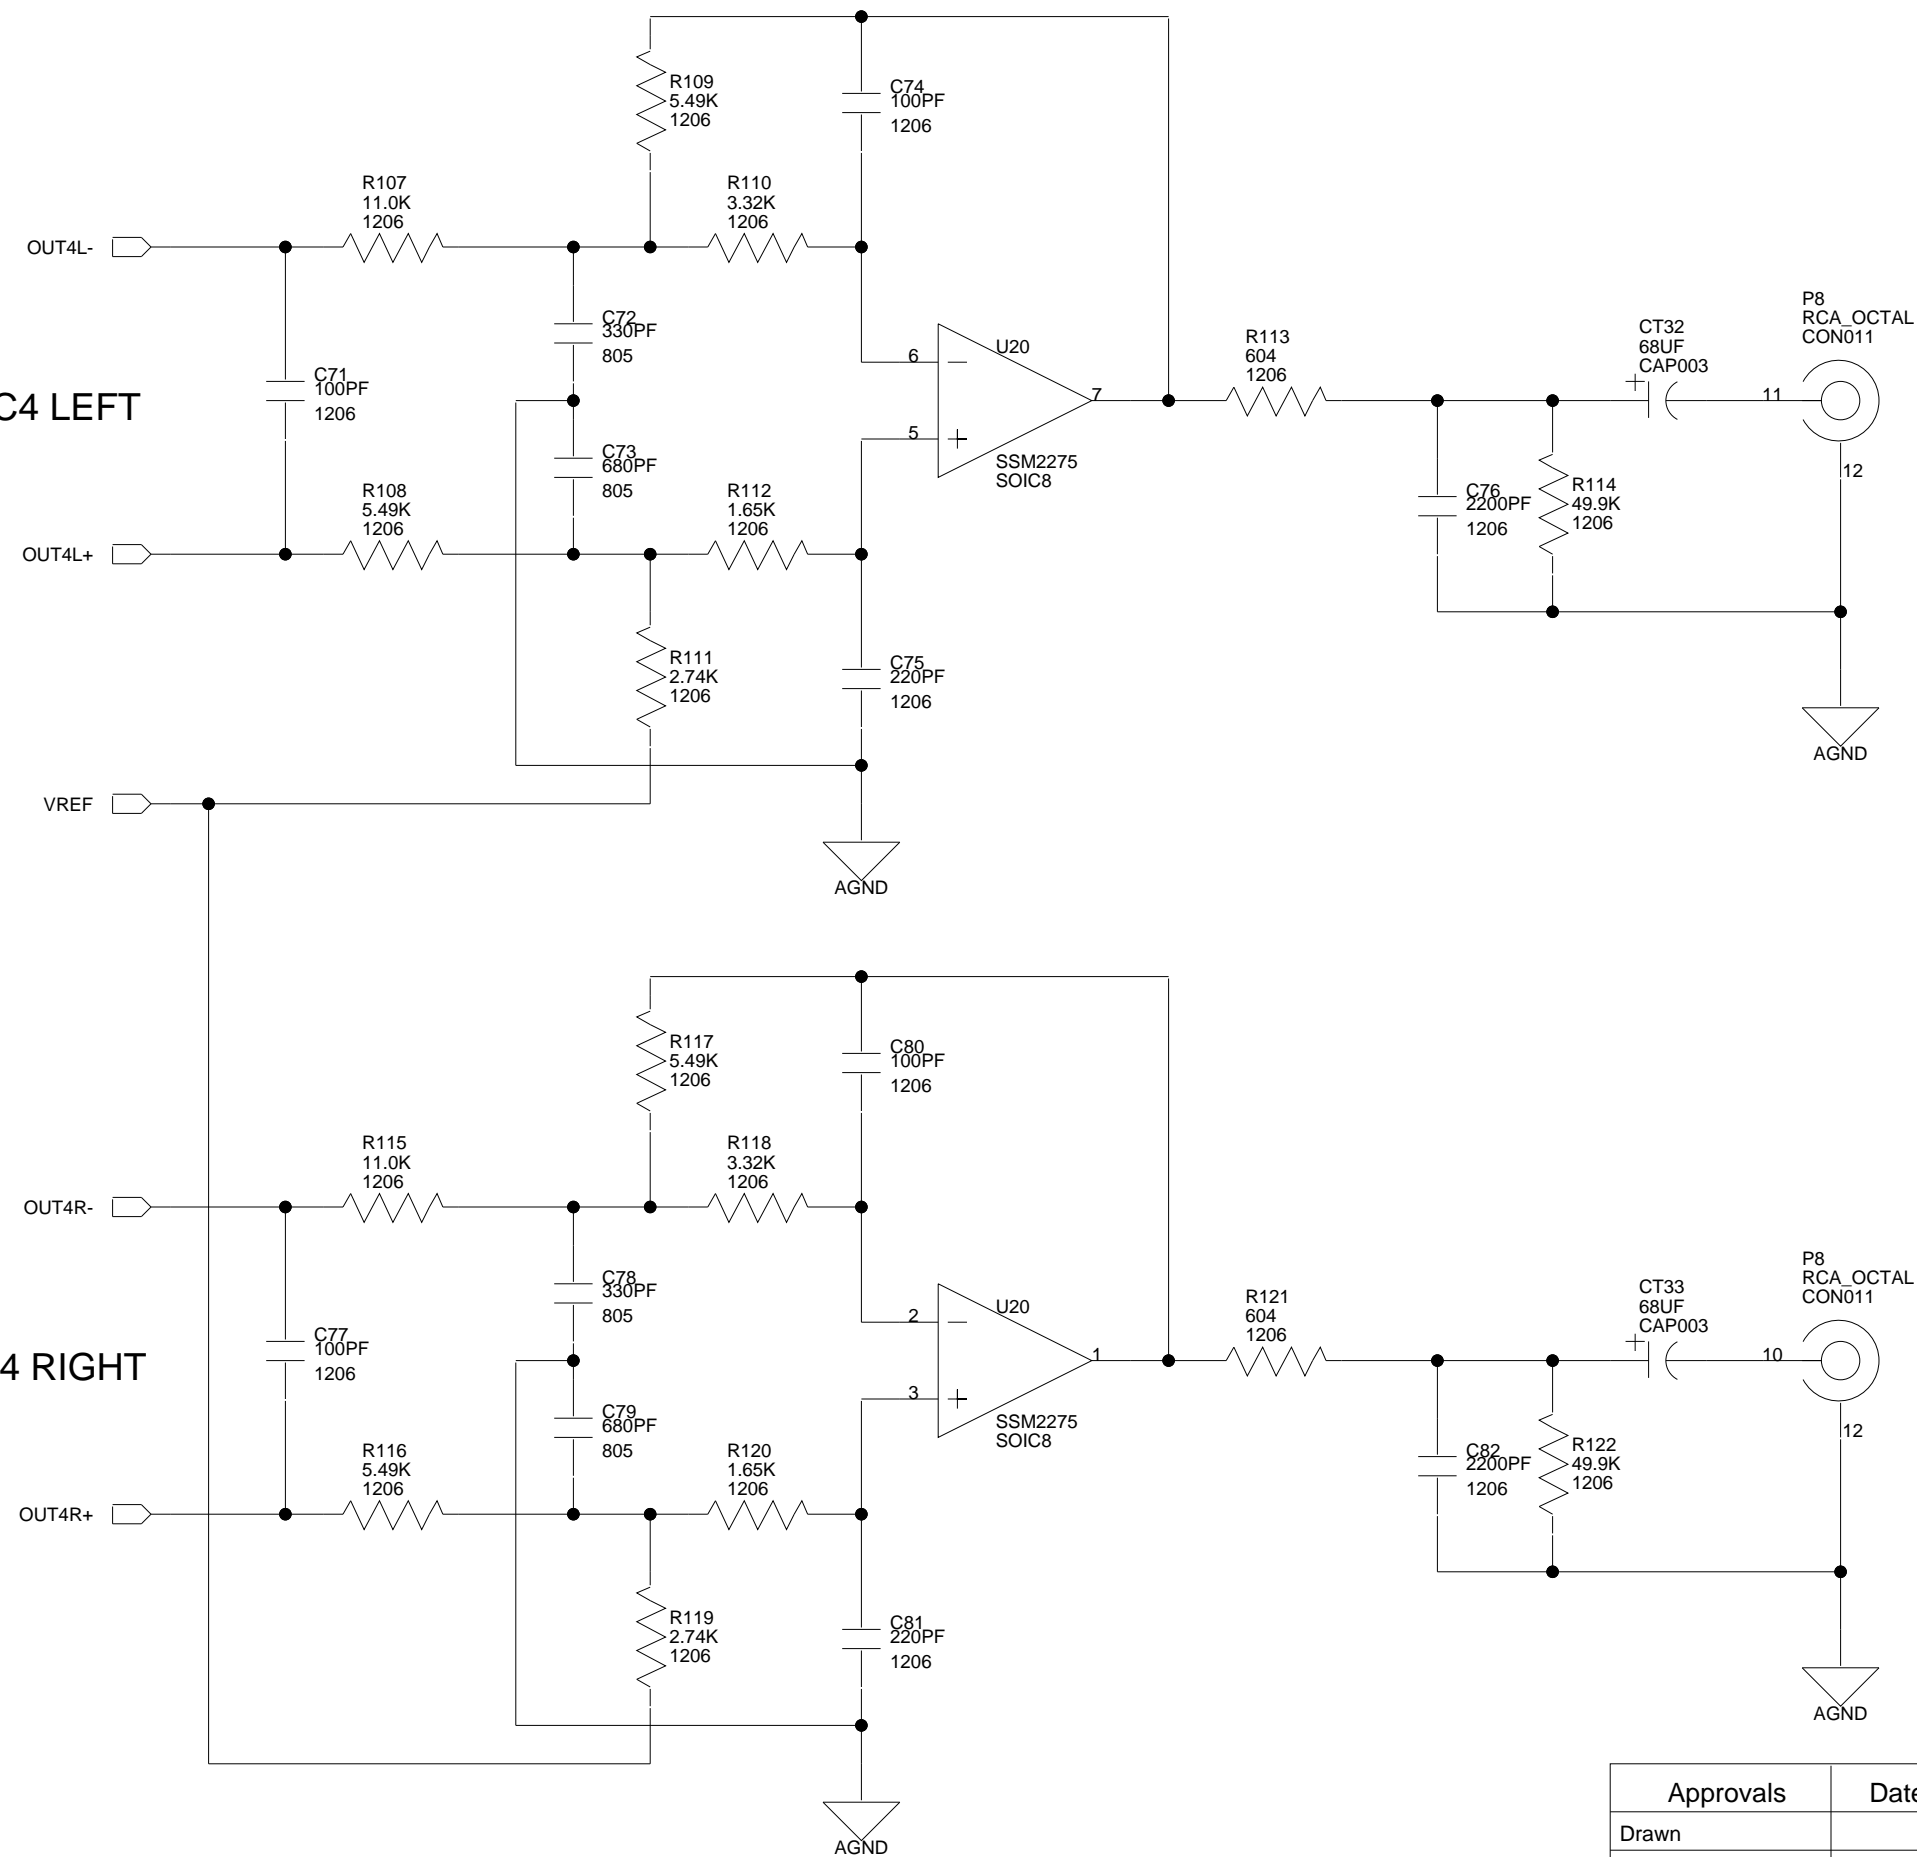 R109
5.49K
1206
C74
100PF
1206
R107
11.0K
1206
R110
3.32K
1206
OUT4L-
C72
330PF
805
6
U20
7
R113
604
1206
CT32
68UF
CAP003
P8
RCA_OCTAL
CON011
11
C71
100PF
1206
C4 LEFT
5
C73
680PF
805
SSM2275
SOIC8
12
R108
5.49K
1206
R112
1.65K
1206
C76
2200PF
1206
R114
49.9K
1206
OUT4L+
R111
2.74K
1206
C75
220PF
1206
AGND
VREF
AGND
R117
5.49K
1206
C80
100PF
1206
R115
11.0K
1206
R118
3.32K
1206
OUT4R-
C78
330PF
805
2
U20
1
R121
604
1206
CT33
68UF
CAP003
P8
RCA_OCTAL
CON011
10
C77
100PF
1206
4 RIGHT
3
C79
680PF
805
SSM2275
SOIC8
12
R116
5.49K
1206
R120
1.65K
1206
C82
2200PF
1206
R122
49.9K
1206
OUT4R+
R119
2.74K
1206
C81
220PF
1206
AGND
AGND
Approvals Date
Drawn